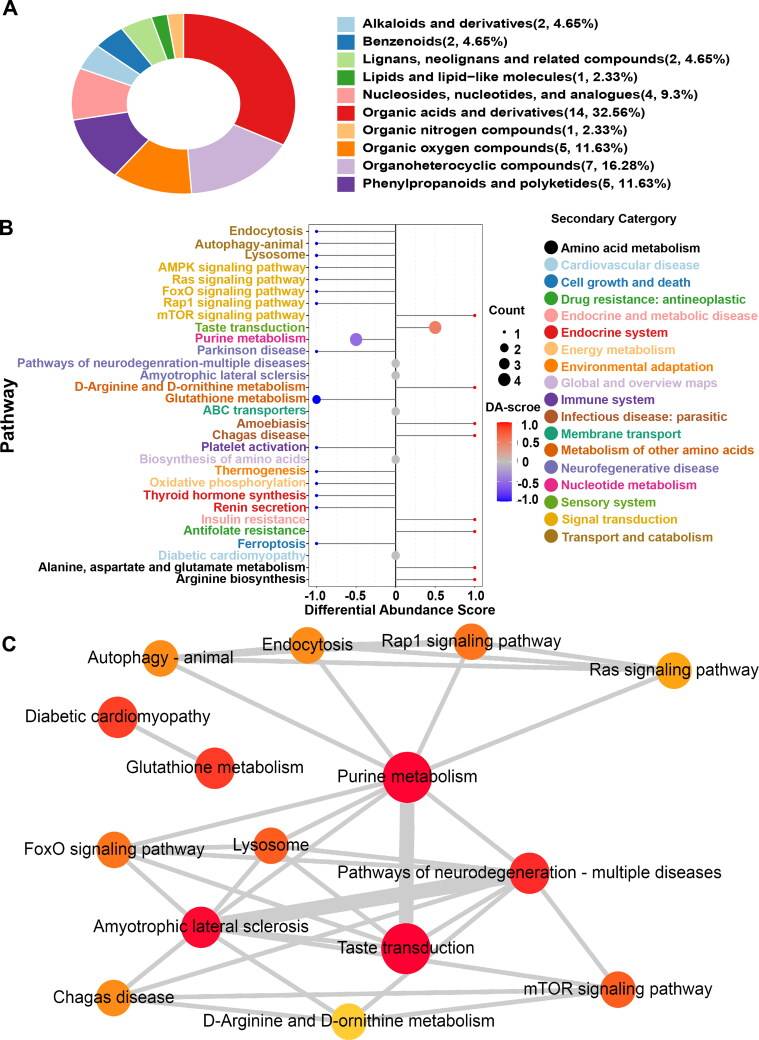 A
Alkaloids and derivatives(2, 4.65%)
Benzenoids(2, 4.65%)
Lignans, neolignans and related compounds(2, 4.65%)
Lipids and lipid−like molecules(1, 2.33%)
Nucleosides, nucleotides, and analogues(4, 9.3%)
Organic acids and derivatives(14, 32.56%)
Organic nitrogen compounds(1, 2.33%)
Organic oxygen compounds(5, 11.63%)
Organoheterocyclic compounds(7, 16.28%)
Phenylpropanoids and polyketides(5, 11.63%)
B
Pathway
Endocytosis
Autophagy-animal
Lysosome
AMPK signaling pathway
Ras signaling pathway
FoxO signaling pathway
Rap1 signaling pathway
mTOR signaling pathway
Taste transduction
Purine metabolism
Parkinson disease
Pathways of neurodegenration-multiple diseases
Amyotrophic lateral sclerosis
D-Arginine and D-ornithine metabolism
Glutathione metabolism
ABC transporters
Amoebiasis
Chagas disease
Platelet activation
Biosynthesis of amino acids
Thermogenesis
Oxidative phosphorylation
Thyroid hormone synthesis
Renin secretion
Insulin resistance
Antifolate resistance
Ferroptosis
Diabetic cardiomyopathy
Alanine, aspartate and glutamate metabolism
Arginine biosynthesis
-1.0 -0.5 0 0.5 1.0
Differential Abundance Score
Count
1
2
3
4
DA-scroe
1.0
0.5
0
-0.5
-1.0
Secondary Catergory
Amino acid metabolism
Cardiovascular disease
Cell growth and death
Drug resistance: antineoplastic
Endocrine and metabolic disease
Endocrine system
Energy metabolism
Environmental adaptation
Global and overview maps
Immune system
Infectious disease: parasitic
Membrane transport
Metabolism of other amino acids
Neurofegenerative disease
Nucleotide metabolism
Sensory system
Signal transduction
Transport and catabolism
C
Autophagy - animal
Endocytosis
Rap1 signaling pathway
Ras signaling pathway
Diabetic cardiomyopathy
Glutathione metabolism
Purine metabolism
FoxO signaling pathway
Lysosome
Pathways of neurodegeneration - multiple diseases
Amyotrophic lateral sclerosis
Taste transduction
Chagas disease
mTOR signaling pathway
D-Arginine and D-ornithine metabolism